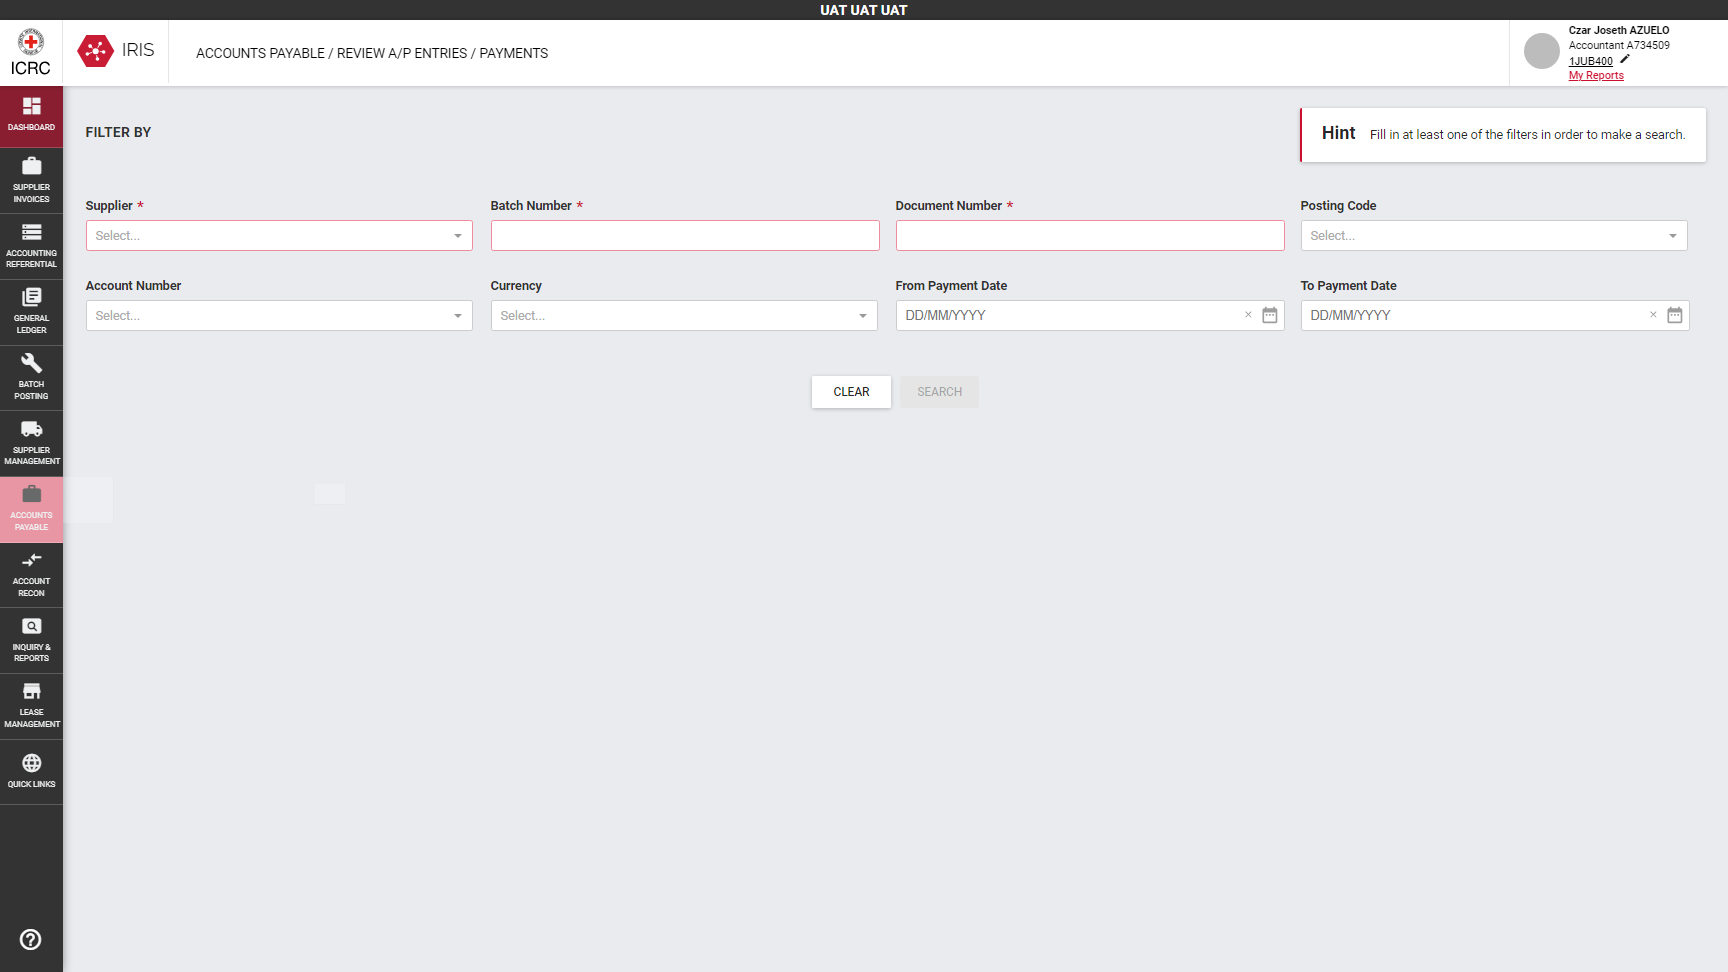 UAT UAT UAT
ICRC
IRIS
ACCOUNTS PAYABLE / REVIEW A/P ENTRIES / PAYMENTS
Czar Joseth AZUELO
Accountant A734509
1JUB400
My Reports
DASHBOARD
SUPPLIER
INVOICES
ACCOUNTING
REFERENTIAL
GENERAL
LEDGER
BATCH
POSTING
SUPPLIER
MANAGEMENT
ACCOUNTS
PAYABLE
ACCOUNT
RECON
INQUIRY &
REPORTS
LEASE
MANAGEMENT
QUICK LINKS
FILTER BY
Hint Fill in at least one of the filters in order to make a search.
Supplier * Batch Number * Document Number * Posting Code
Select... Select...
Account Number Currency From Payment Date To Payment Date
Select... Select... DD/MM/YYYY × DD/MM/YYYY ×
CLEAR SEARCH